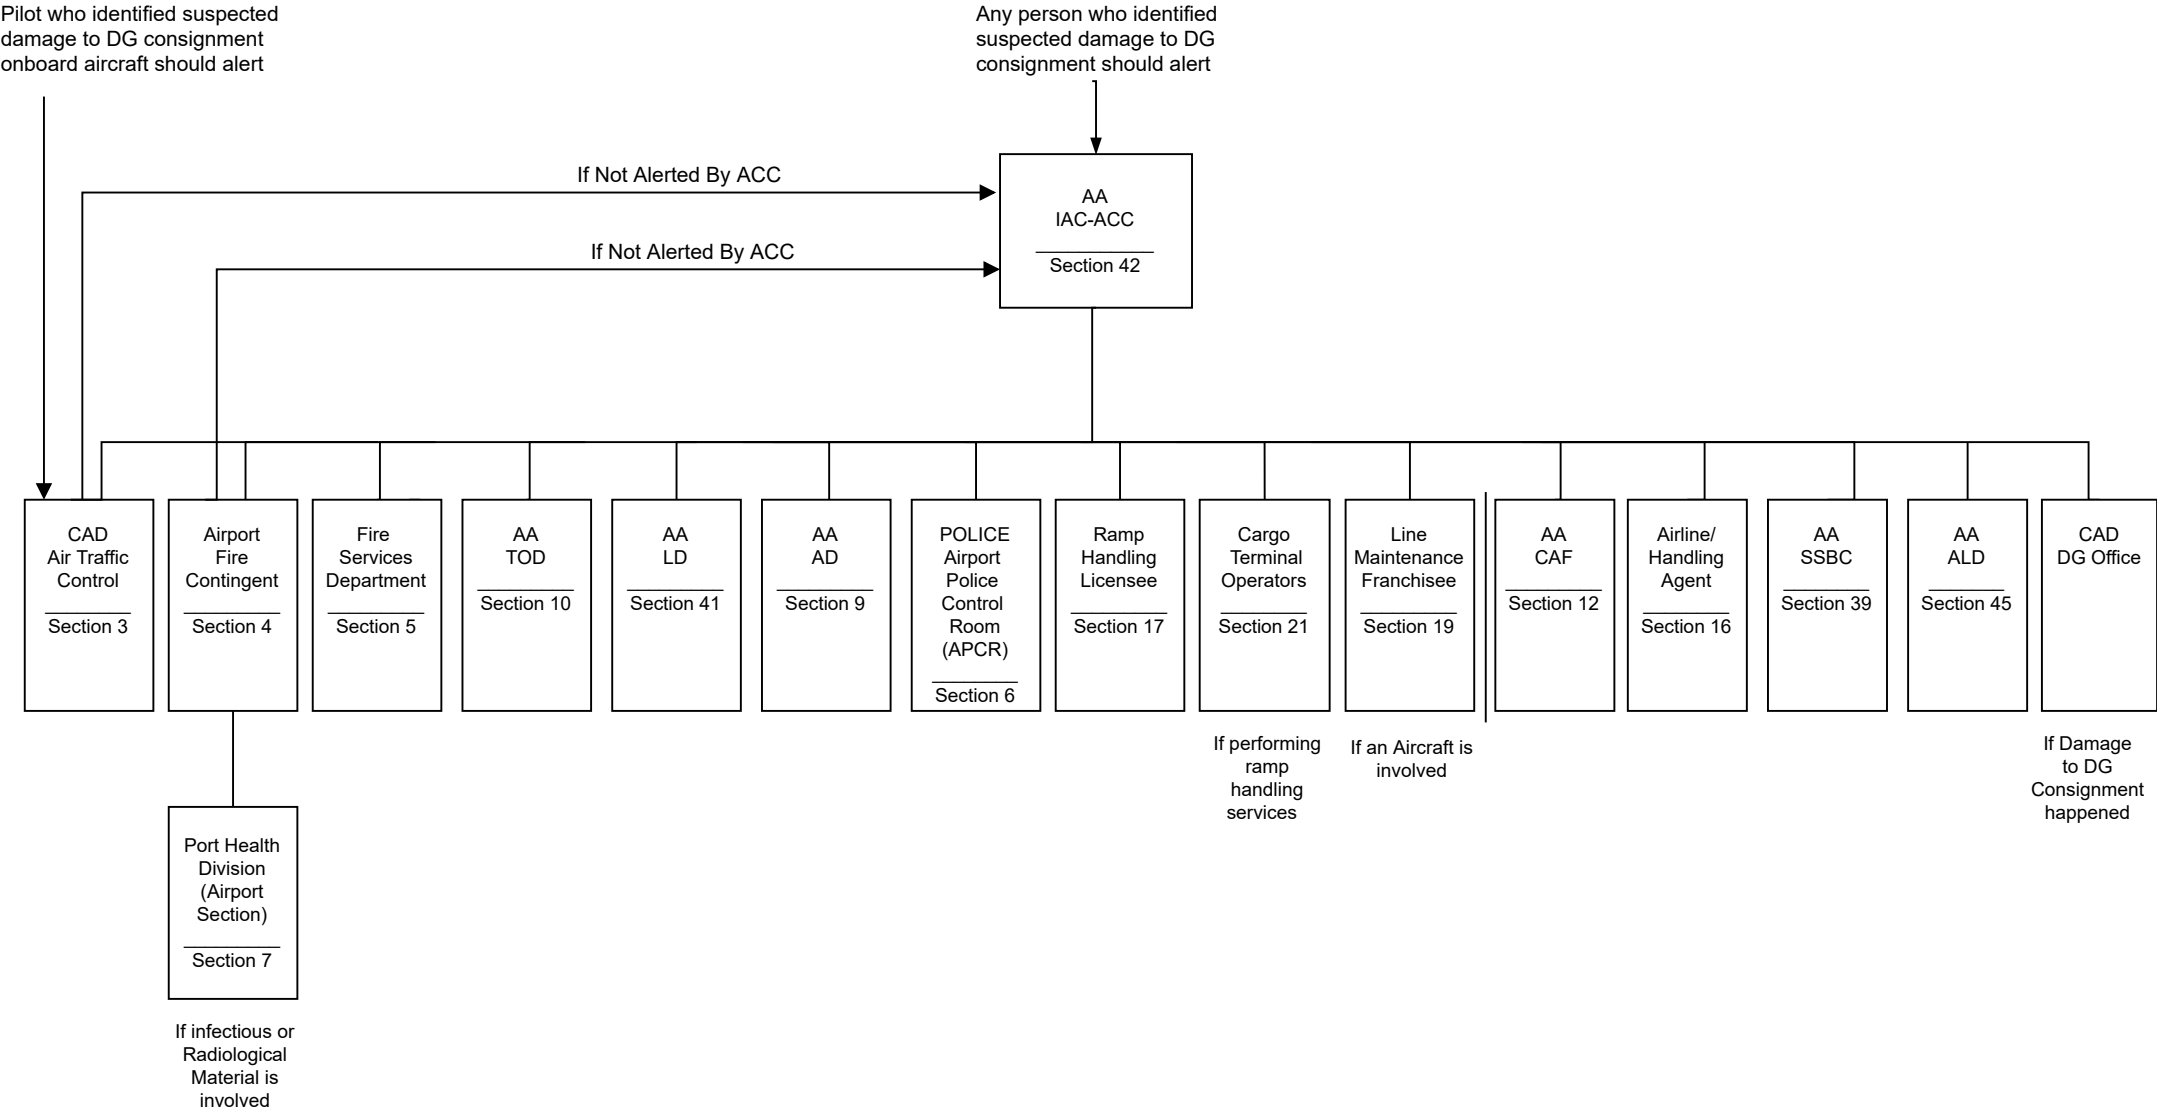 Pilot who identified suspected
damage to DG consignment
onboard aircraft should alert
Any person who identified
suspected damage to DG
consignment should alert
If Not Alerted By ACC
If Not Alerted By ACC
AA
IAC-ACC
Section 42
CAD
Air Traffic
Control
Section 3
Airport
Fire
Contingent
Section 4
Fire
Services
Department
Section 5
AA
TOD
Section 10
AA
LD
Section 41
AA
AD
Section 9
POLICE
Airport
Police
Control
Room
(APCR)
Section 6
Ramp
Handling
Licensee
Section 17
Cargo
Terminal
Operators
Section 21
Line
Maintenance
Franchisee
Section 19
AA
CAF
Section 12
Airline/
Handling
Agent
Section 16
AA
SSBC
Section 39
AA
ALD
Section 45
CAD
DG Office
If performing
ramp
handling
services
If an Aircraft is
involved
If Damage
to DG
Consignment
happened
Port Health
Division
(Airport
Section)
Section 7
If infectious or
Radiological
Material is
involved